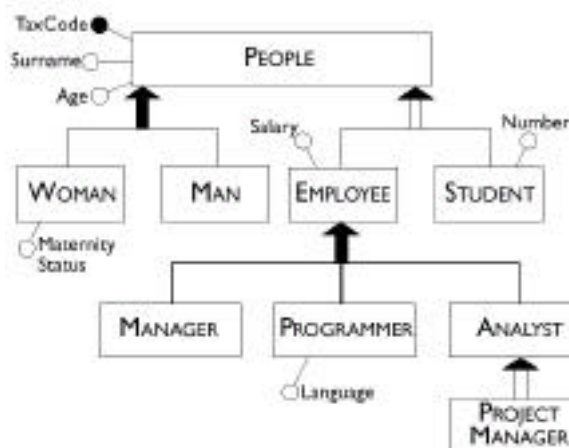 TaxCode
PEOPLE
Surname
Age
Salary
Number
WOMAN
MAN
EMPLOYEE
STUDENT
Maternity
Status
MANAGER
PROGRAMMER
ANALYST
Language
PROJECT
MANAGER